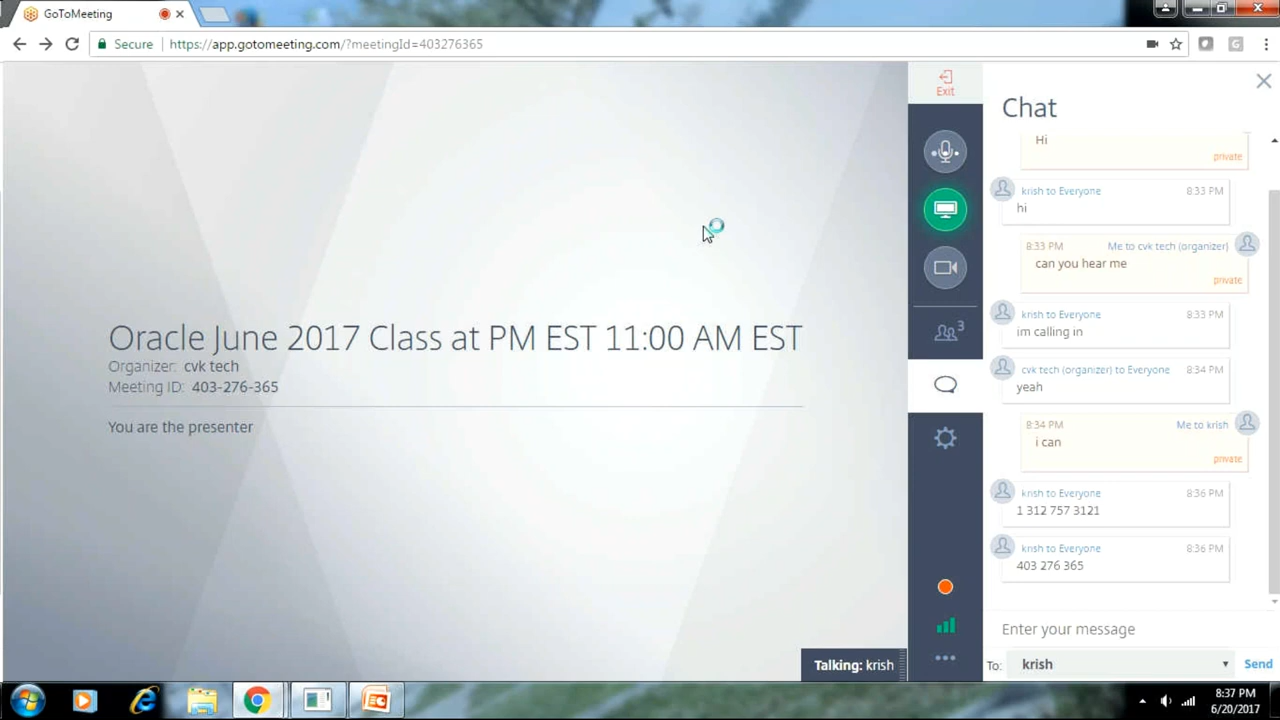 GoToMeeting
Secure
https://app.gotomeeting.com/?meetingId=403276365
Exit
3
Oracle June 2017 Class at PM EST 11:00 AM EST
Organizer: cvk tech
Meeting ID: 403-276-365
You are the presenter
Talking: krish
Chat
Hi
private
krish to Everyone 8:33 PM
hi
8:33 PM Me to cvk tech (organizer)
can you hear me
private
krish to Everyone 8:33 PM
im calling in
cvk tech (organizer) to Everyone 8:34 PM
yeah
8:34 PM Me to krish
i can
private
krish to Everyone 8:36 PM
1 312 757 3121
krish to Everyone 8:36 PM
403 276 365
Enter your message
To: krish Send
8:37 PM
6/20/2017